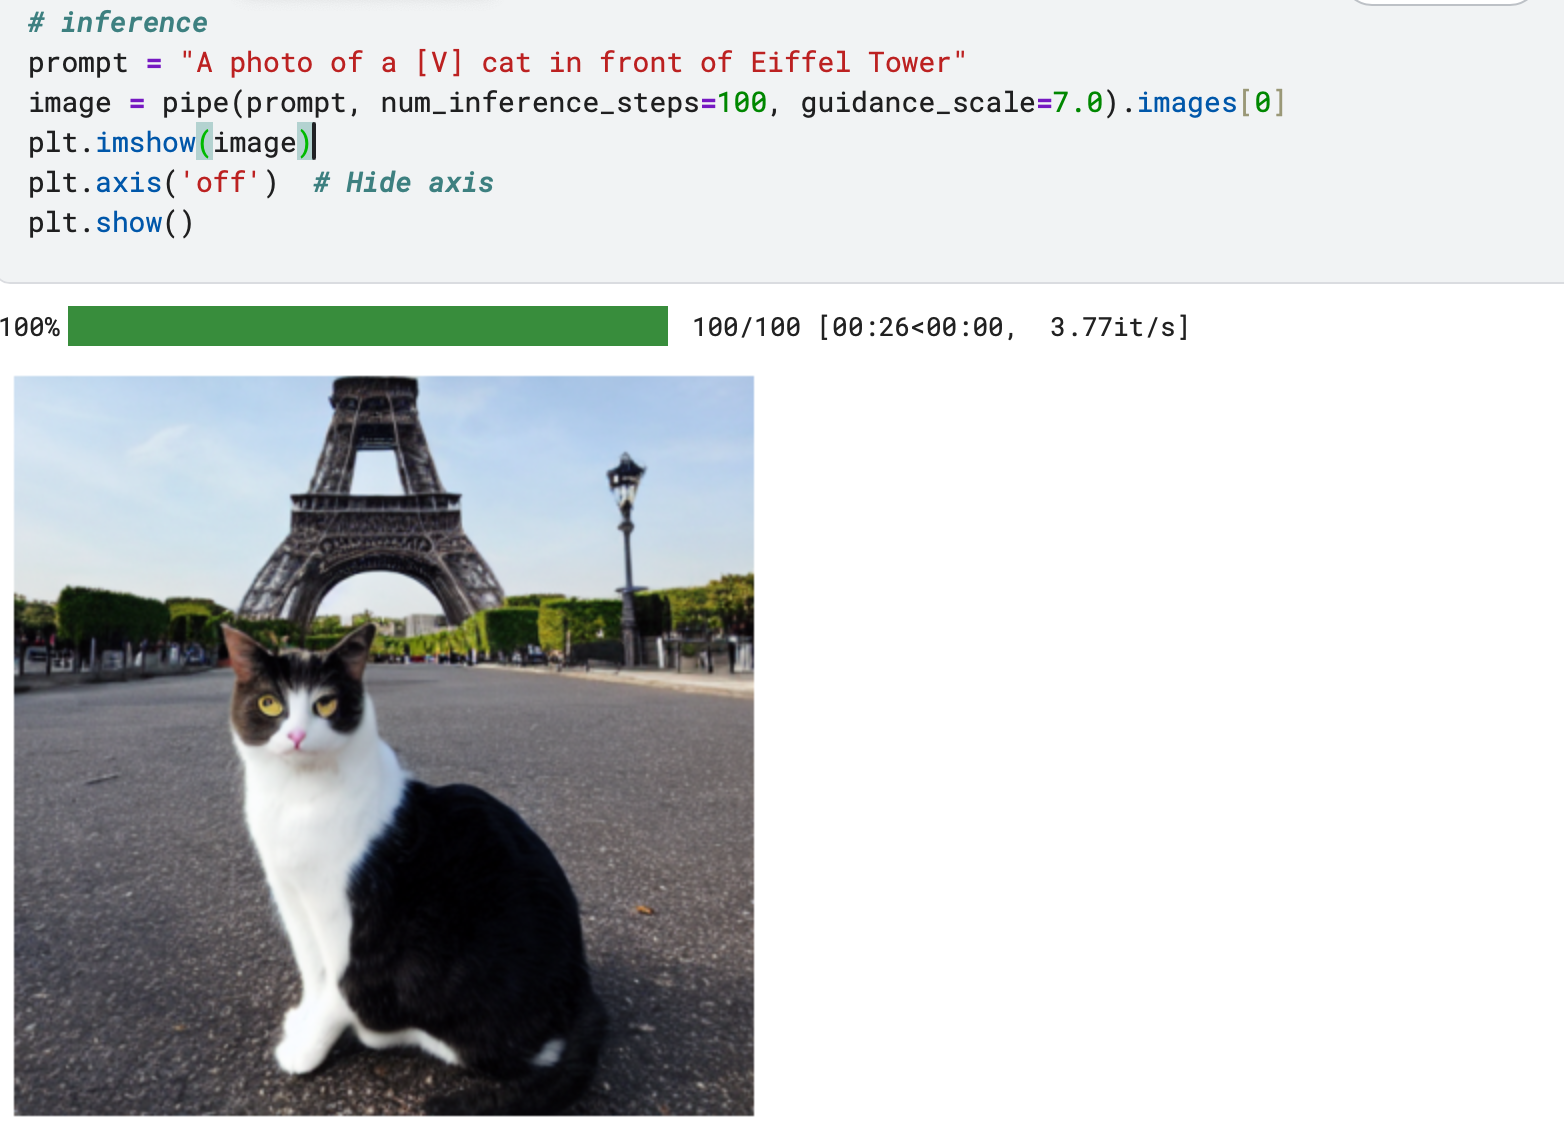 # inference
prompt = "A photo of a [V] cat in front of Eiffel Tower"
image = pipe(prompt, num_inference_steps=100, guidance_scale=7.0).images[0]
plt.imshow(image)
plt.axis('off')  # Hide axis
plt.show()
100% 100/100 [00:26<00:00,  3.77it/s]